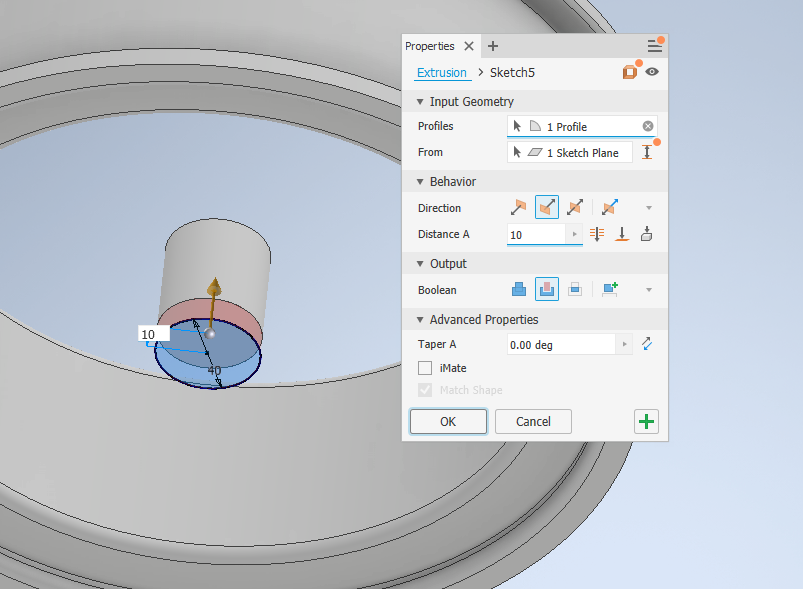 Properties
Extrusion > Sketch5
Input Geometry
Profiles 1 Profile
From 1 Sketch Plane
Behavior
Direction
Distance A 10
Output
Boolean
Advanced Properties
Taper A 0.00 deg
iMate
Match Shape
OK Cancel
10
40